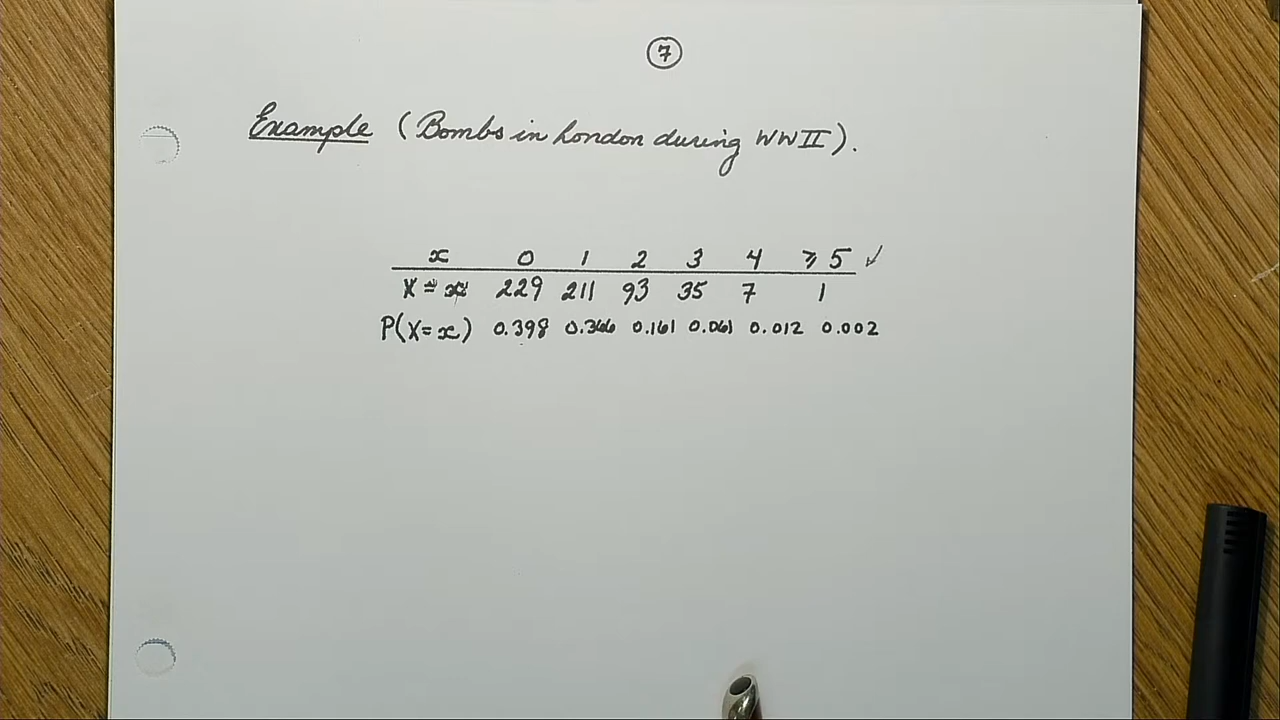 7
Example (Bombs in London during WWII).
x 0 1 2 3 4 ⩾ 5 ✓
X = x 229 211 93 35 7 1
P(X=x) 0.398 0.366 0.161 0.061 0.012 0.002